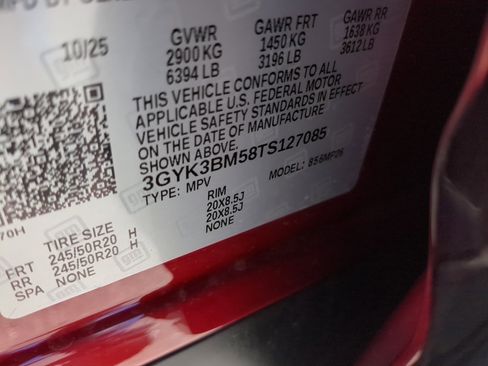 10/25
GVWR GAWR FRT GAWR RR
2900 KG 1450 KG 1638 KG
6394 LB 3196 LB 3612 LB
THIS VEHICLE CONFORMS TO ALL
APPLICABLE U.S. FEDERAL MOTOR
VEHICLE SAFETY STANDARDS IN EFFECT
ON THE DATE OF MANUFACTURE
SHOWN ABOVE.
3GYK3BM58TS127085
TYPE: MPV MODEL: 856MP26
70H
TIRE SIZE RIM
FRT 245/50R20 H 20X8.5J
RR 245/50R20 H 20X8.5J
SPA NONE NONE